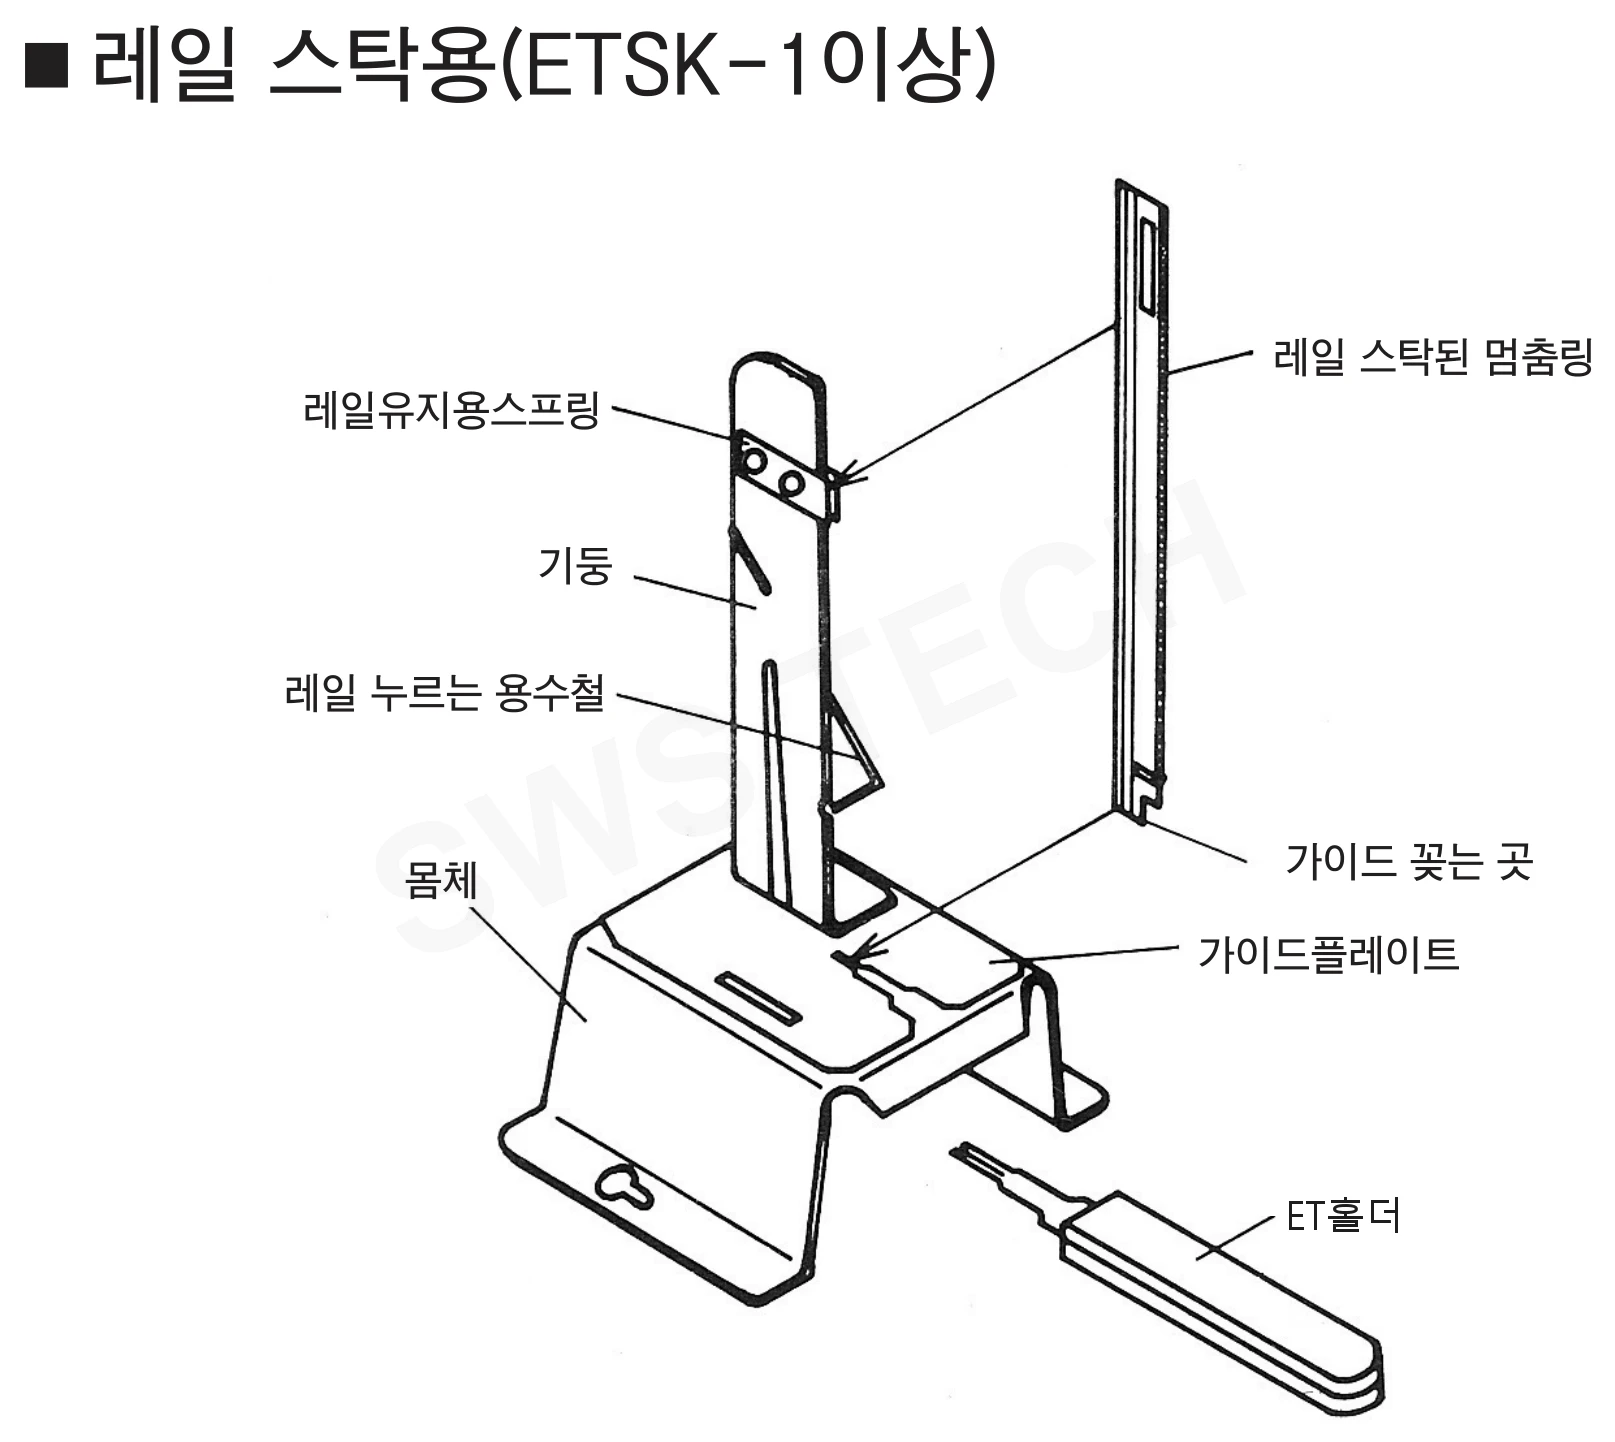 ■ 레일 스탁용(ETSK-1이상)
레일 스탁된 멈춤링
레일유지용스프링
기둥
레일 누르는 용수철
가이드 꽂는 곳
몸체
가이드플레이트
ET홀더
SWS TECH